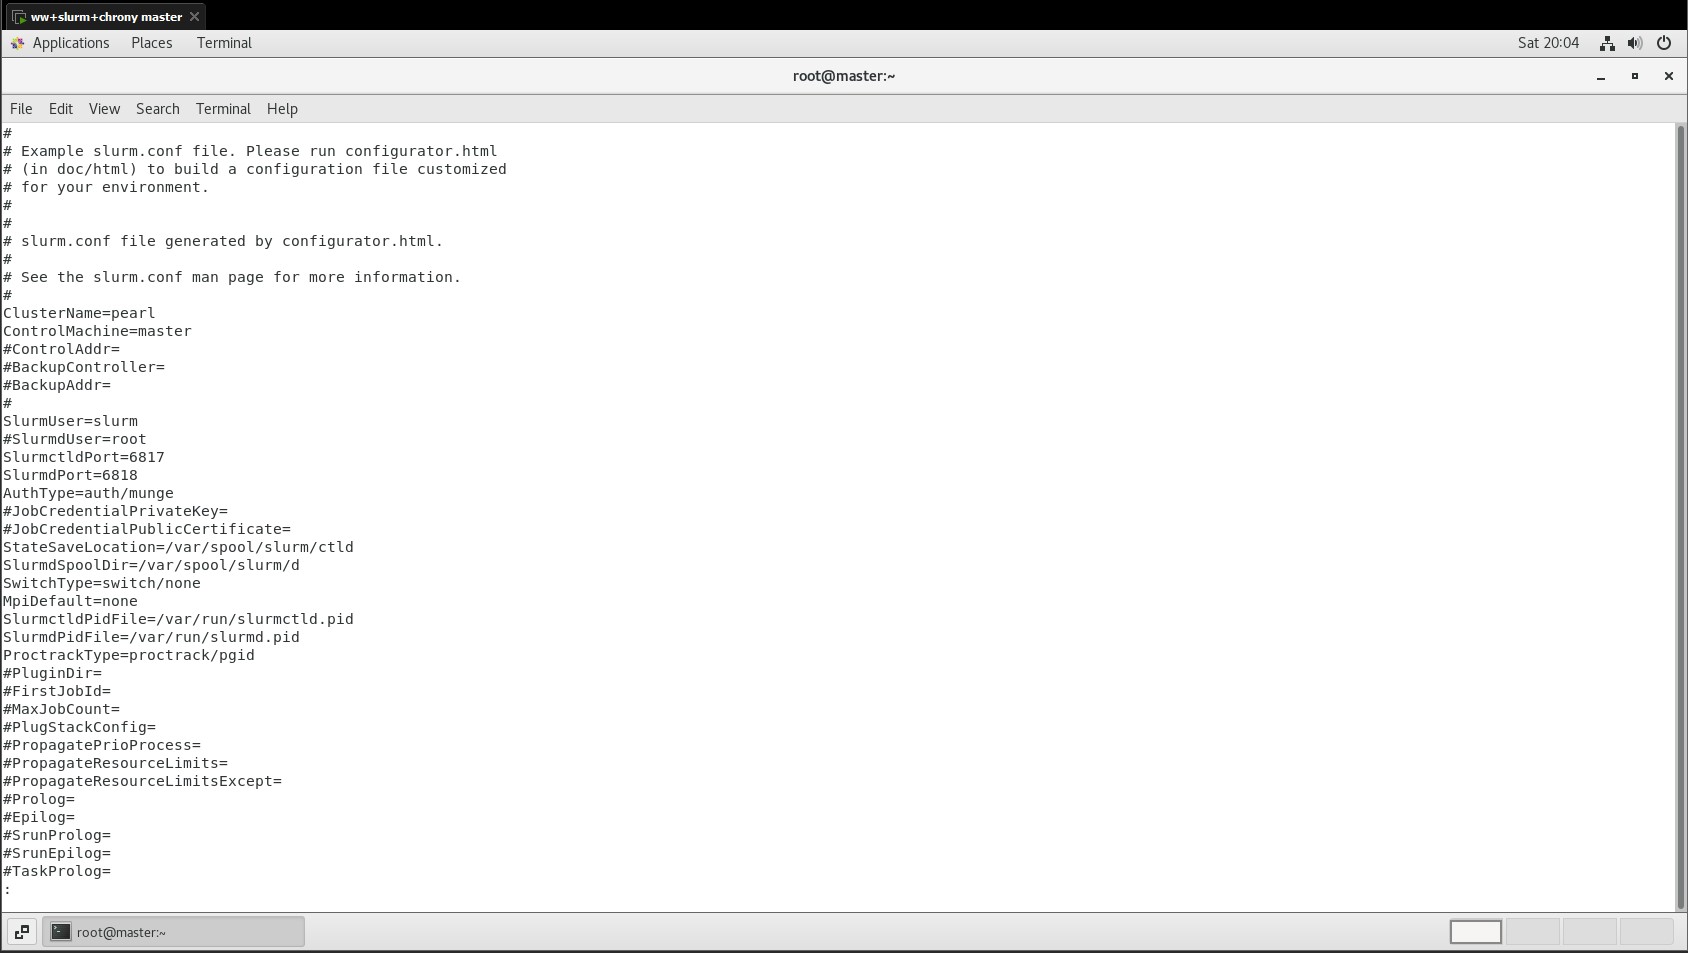 ww+slurm+chrony master
Applications Places Terminal Sat 20:04
root@master:~
File Edit View Search Terminal Help
#
# Example slurm.conf file. Please run configurator.html
# (in doc/html) to build a configuration file customized
# for your environment.
#
#
# slurm.conf file generated by configurator.html.
#
# See the slurm.conf man page for more information.
#
ClusterName=pearl
ControlMachine=master
#ControlAddr=
#BackupController=
#BackupAddr=
#
SlurmUser=slurm
#SlurmdUser=root
SlurmctldPort=6817
SlurmdPort=6818
AuthType=auth/munge
#JobCredentialPrivateKey=
#JobCredentialPublicCertificate=
StateSaveLocation=/var/spool/slurm/ctld
SlurmdSpoolDir=/var/spool/slurm/d
SwitchType=switch/none
MpiDefault=none
SlurmctldPidFile=/var/run/slurmctld.pid
SlurmdPidFile=/var/run/slurmd.pid
ProctrackType=proctrack/pgid
#PluginDir=
#FirstJobId=
#MaxJobCount=
#PlugStackConfig=
#PropagatePrioProcess=
#PropagateResourceLimits=
#PropagateResourceLimitsExcept=
#Prolog=
#Epilog=
#SrunProlog=
#SrunEpilog=
#TaskProlog=
:
root@master:~